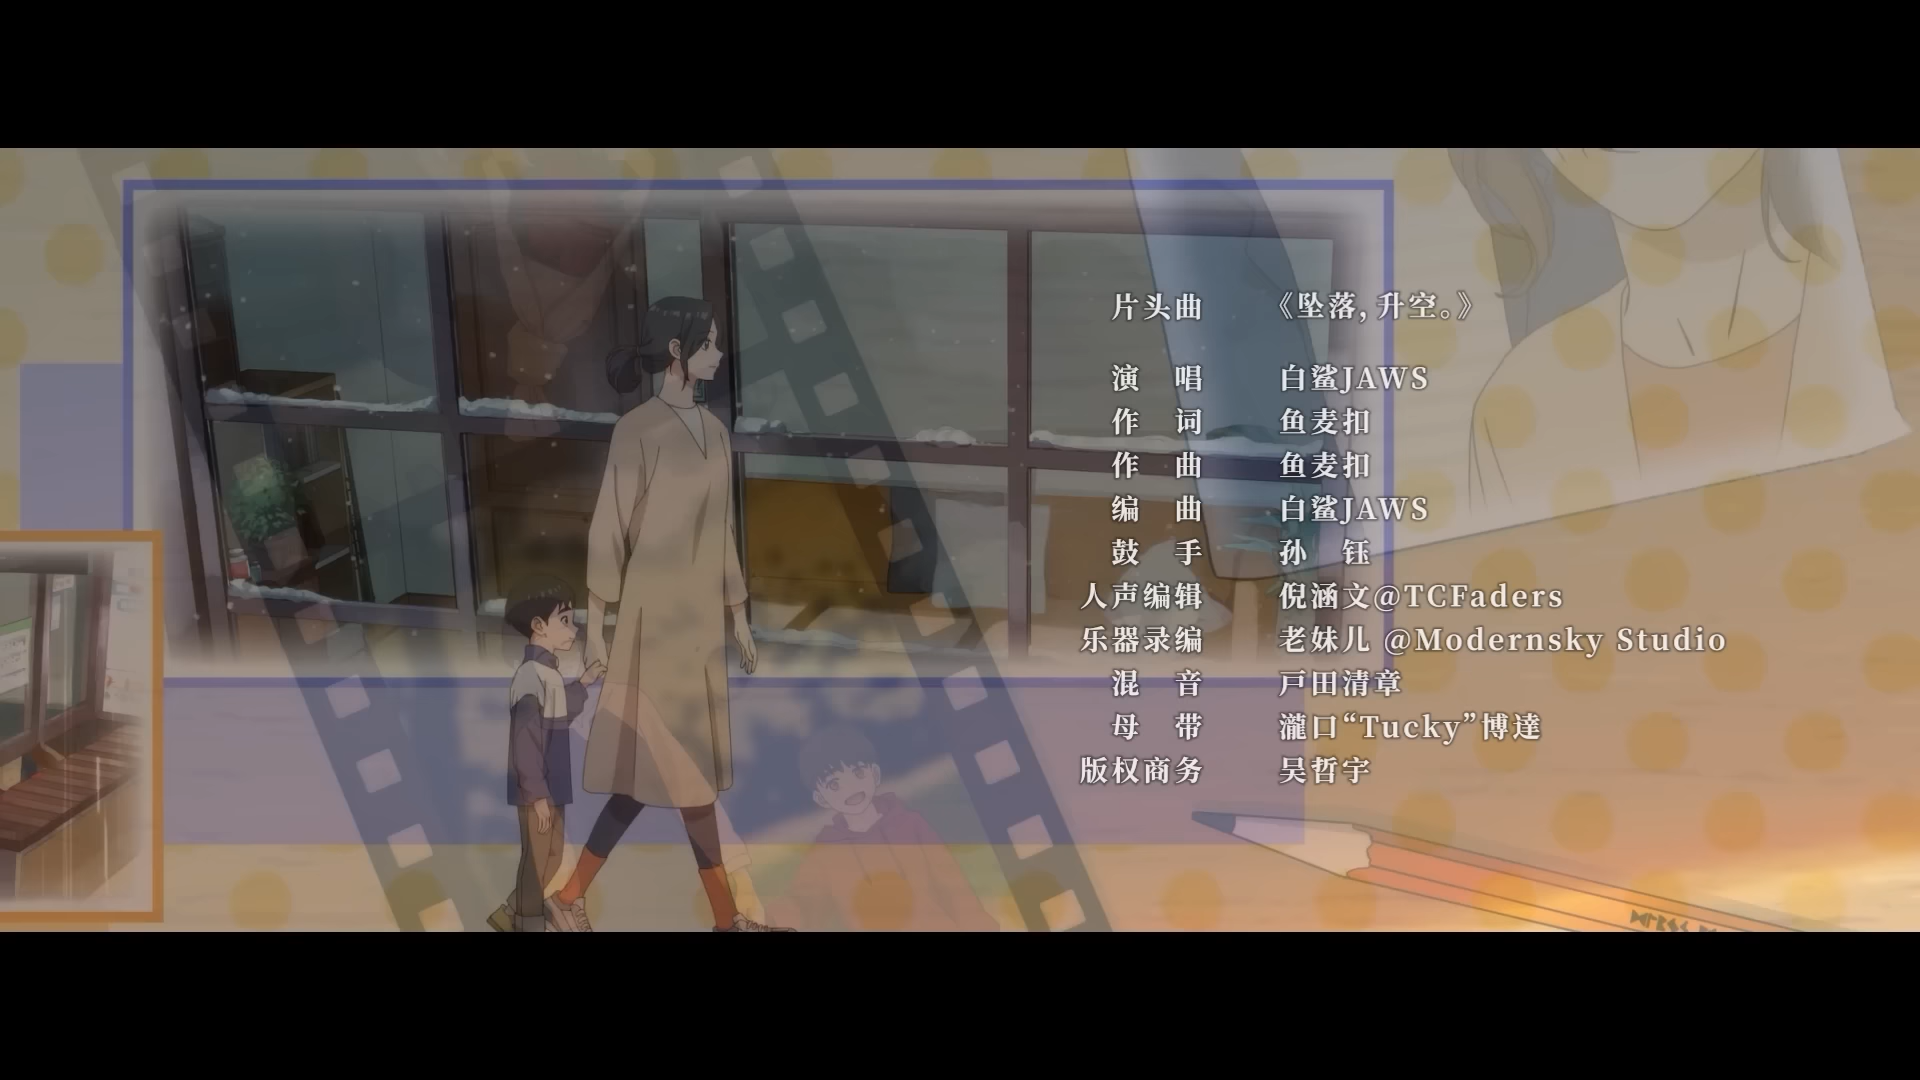 片头曲 《坠落，升空。》
演 唱 白鲨JAWS
作 词 鱼麦扣
作 曲 鱼麦扣
编 曲 白鲨JAWS
鼓 手 孙 钰
人声编辑 倪涵文@TCFaders
乐器录编 老妹儿 @Modernsky Studio
混 音 戸田清章
母 带 瀧口“Tucky”博達
版权商务 吴哲宇